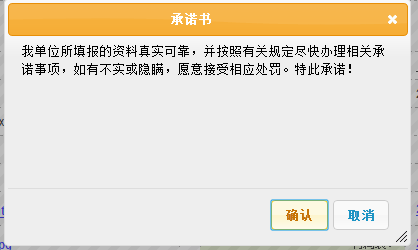 承诺书
我单位所填报的资料真实可靠，并按照有关规定尽快办理相关承
诺事项，如有不实或隐瞒，愿意接受相应处罚。特此承诺！
确认 取消